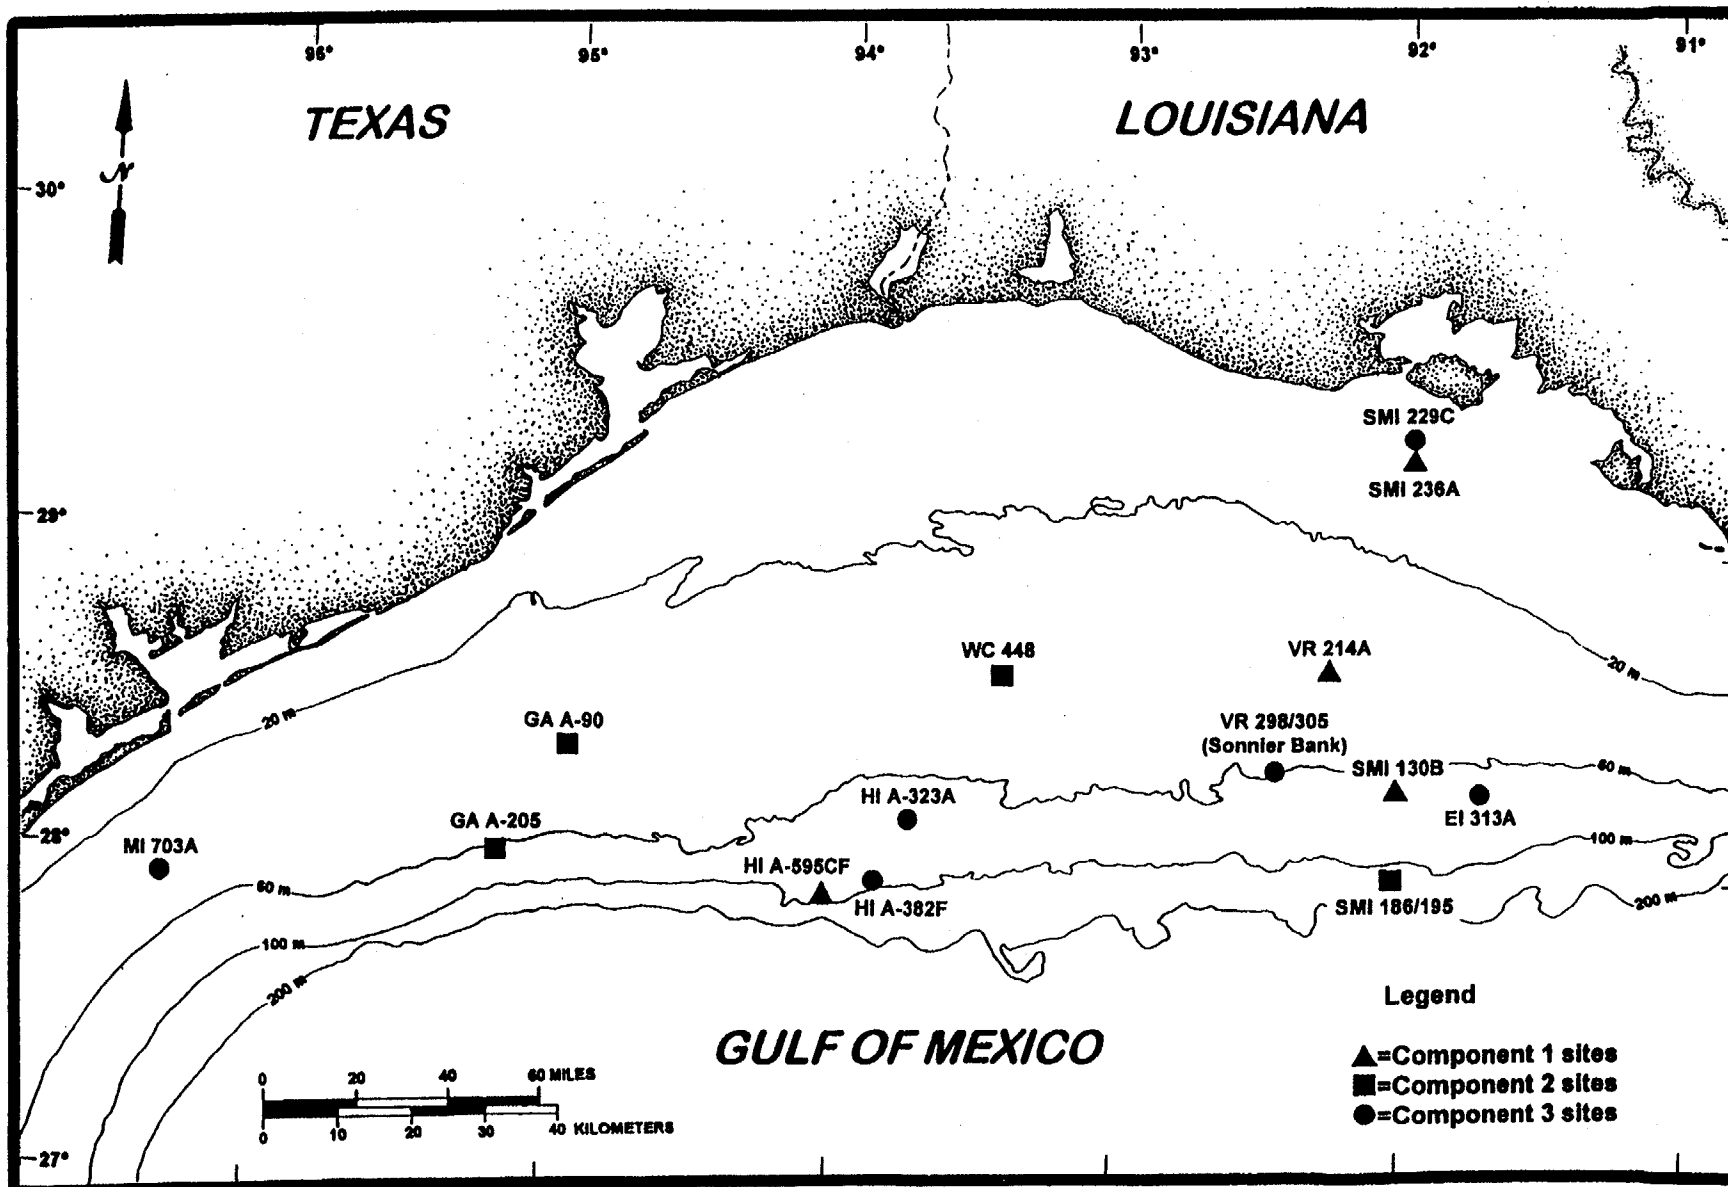 96° 95° 94° 93° 92° 91°
TEXAS LOUISIANA
N
30°
SMI 229C
SMI 236A
29°
20 m
WC 448 VR 214A
20 m
GA A-90
VR 298/305
(Sonnier Bank)
SMI 130B
60 m
HI A-323A
EI 313A
28°
GA A-205
100 m
MI 703A
HI A-595CF
60 m
HI A-382F
SMI 186/195
200 m
100 m
200 m
Legend
GULF OF MEXICO
=Component 1 sites
=Component 2 sites
=Component 3 sites
0 20 40 60 MILES
0 10 20 30 40 KILOMETERS
27°